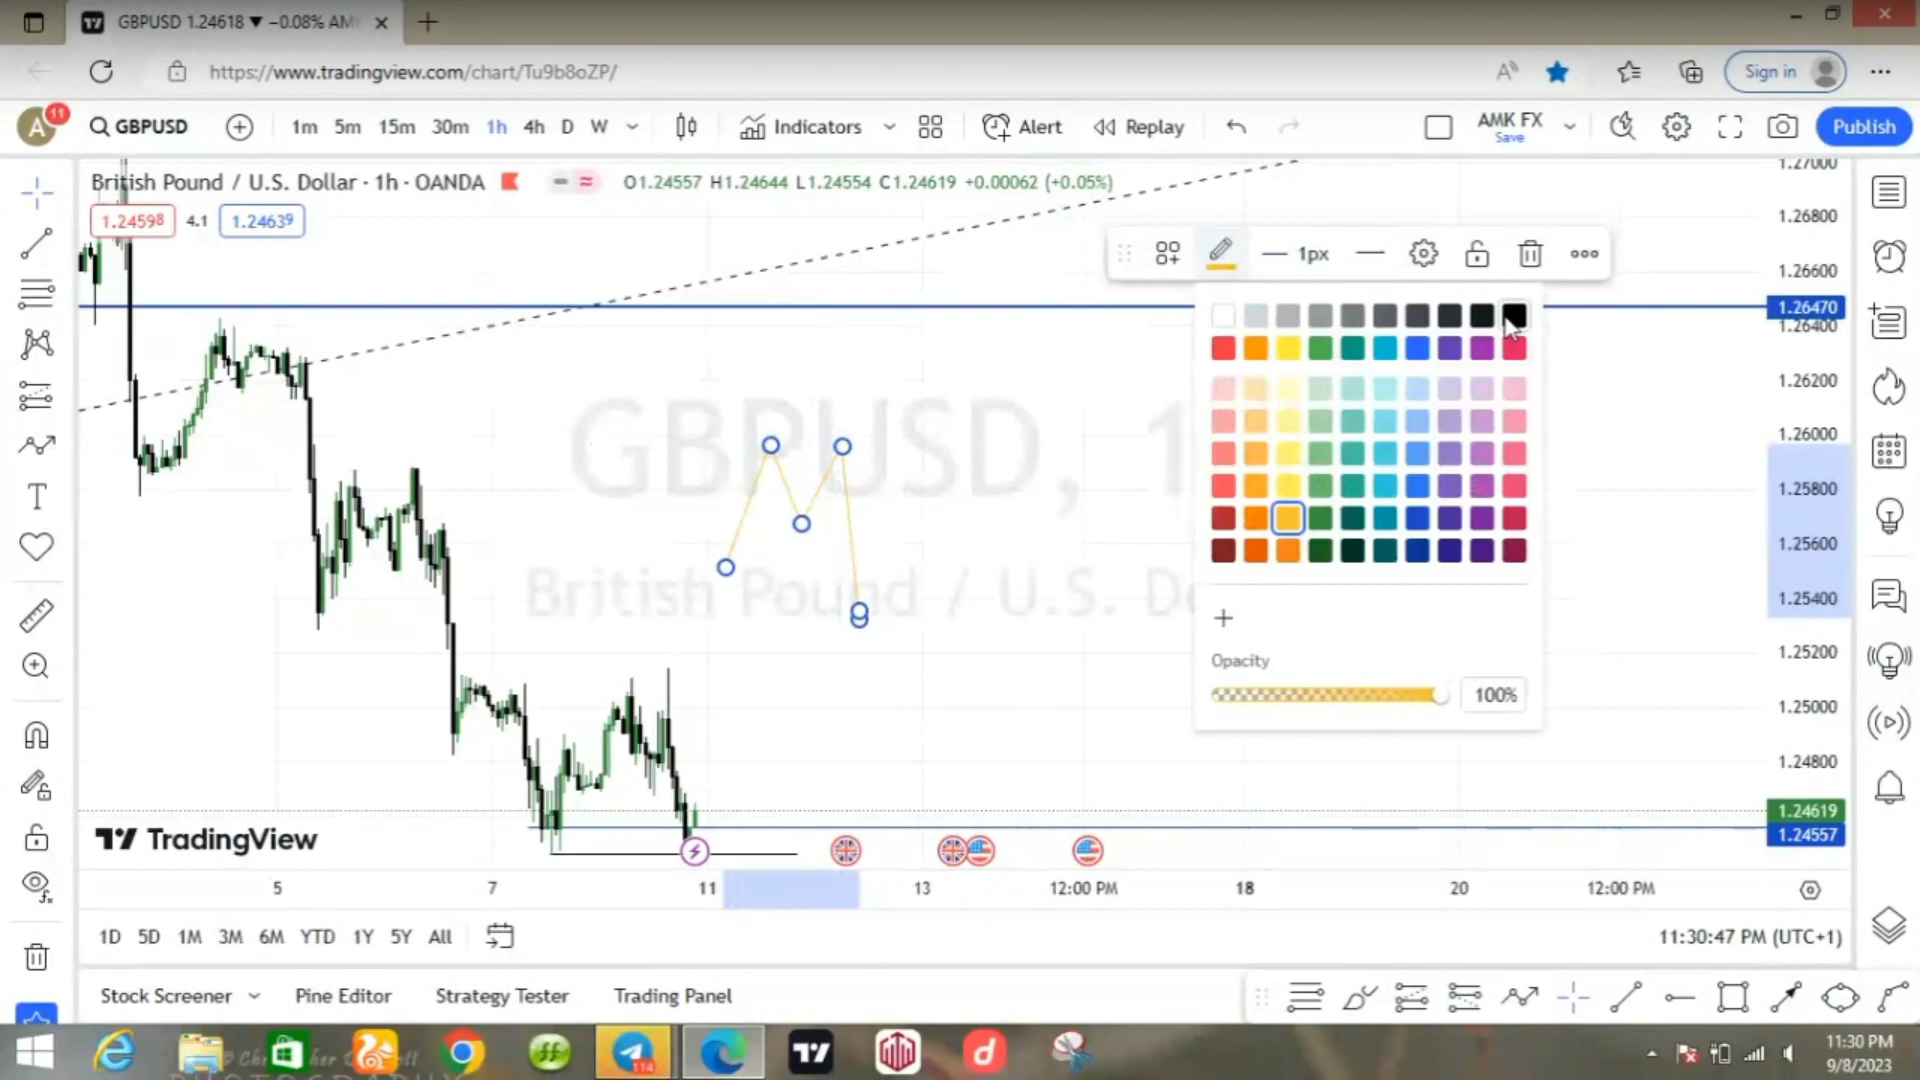 GBPUSD 1.24618 ▼ −0.08% AM
https://www.tradingview.com/chart/Tu9b8oZP/
Sign in
A
11
GBPUSD
1m 5m 15m 30m 1h 4h D W
Indicators
Alert
Replay
AMK FX
Save
Publish
British Pound / U.S. Dollar · 1h · OANDA
O1.24557 H1.24644 L1.24554 C1.24619 +0.00062 (+0.05%)
1.24598 4.1 1.24639
1px
1.27000
1.26800
1.26600
1.26470
1.26400
1.26200
1.26000
1.25800
1.25600
1.25400
1.25200
1.25000
1.24800
1.24619
1.24557
GBPUSD, 1
British Pound / U.S. Do
Opacity
100%
TradingView
5 7 11 13 12:00 PM 18 20 12:00 PM
1D 5D 1M 3M 6M YTD 1Y 5Y All
11:30:47 PM (UTC+1)
Stock Screener Pine Editor Strategy Tester Trading Panel
114
11:30 PM
9/8/2023